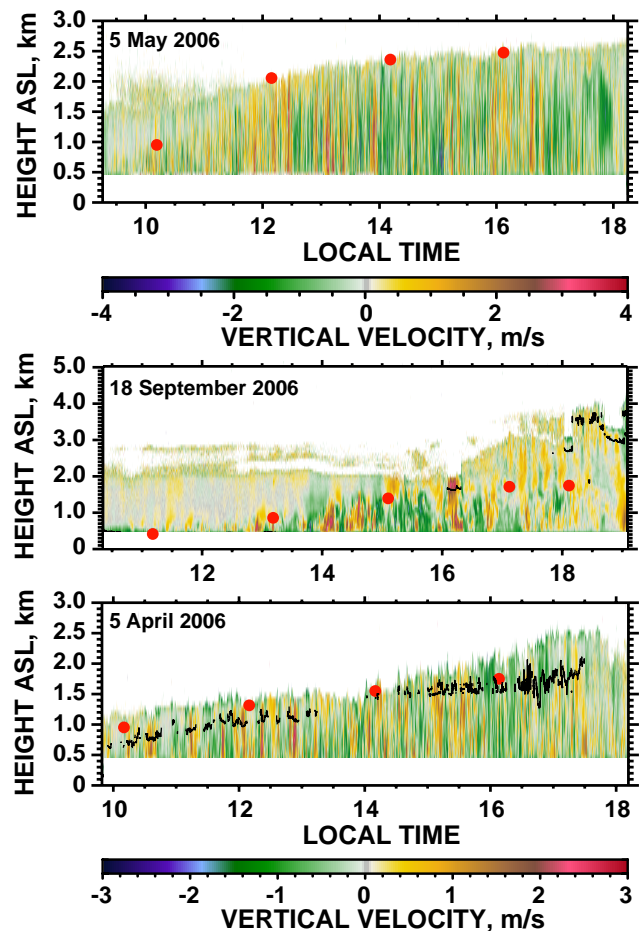 3.0
2.5
2.0
1.5
1.0
0.5
0
HEIGHT ASL, km
5 May 2006
10 12 14 16 18
LOCAL TIME
-4 -2 0 2 4
VERTICAL VELOCITY, m/s
5.0
4.0
3.0
2.0
1.0
0
HEIGHT ASL, km
18 September 2006
12 14 16 18
3.0
2.5
2.0
1.5
1.0
0.5
0
HEIGHT ASL, km
5 April 2006
10 12 14 16 18
LOCAL TIME
-3 -2 -1 0 1 2 3
VERTICAL VELOCITY, m/s